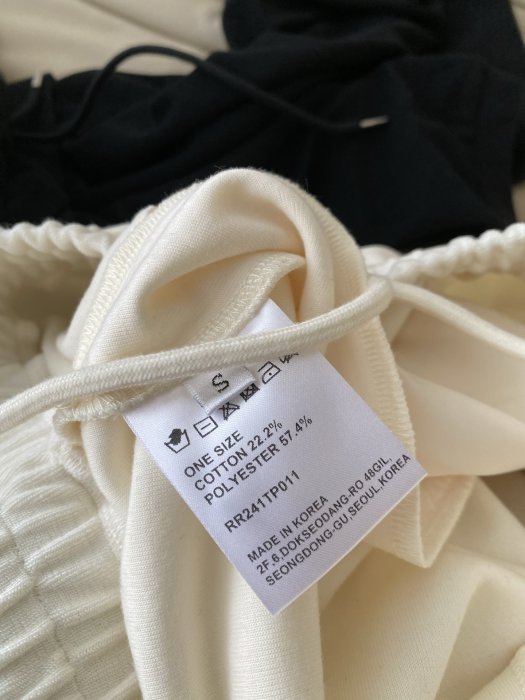 S
ONE SIZE
COTTON 22.2%
POLYESTER 57.4%
RR241TP011
MADE IN KOREA
2F.6,DOKSEODANG-RO 48GIL,
SEONGDONG-GU,SEOUL,KOREA